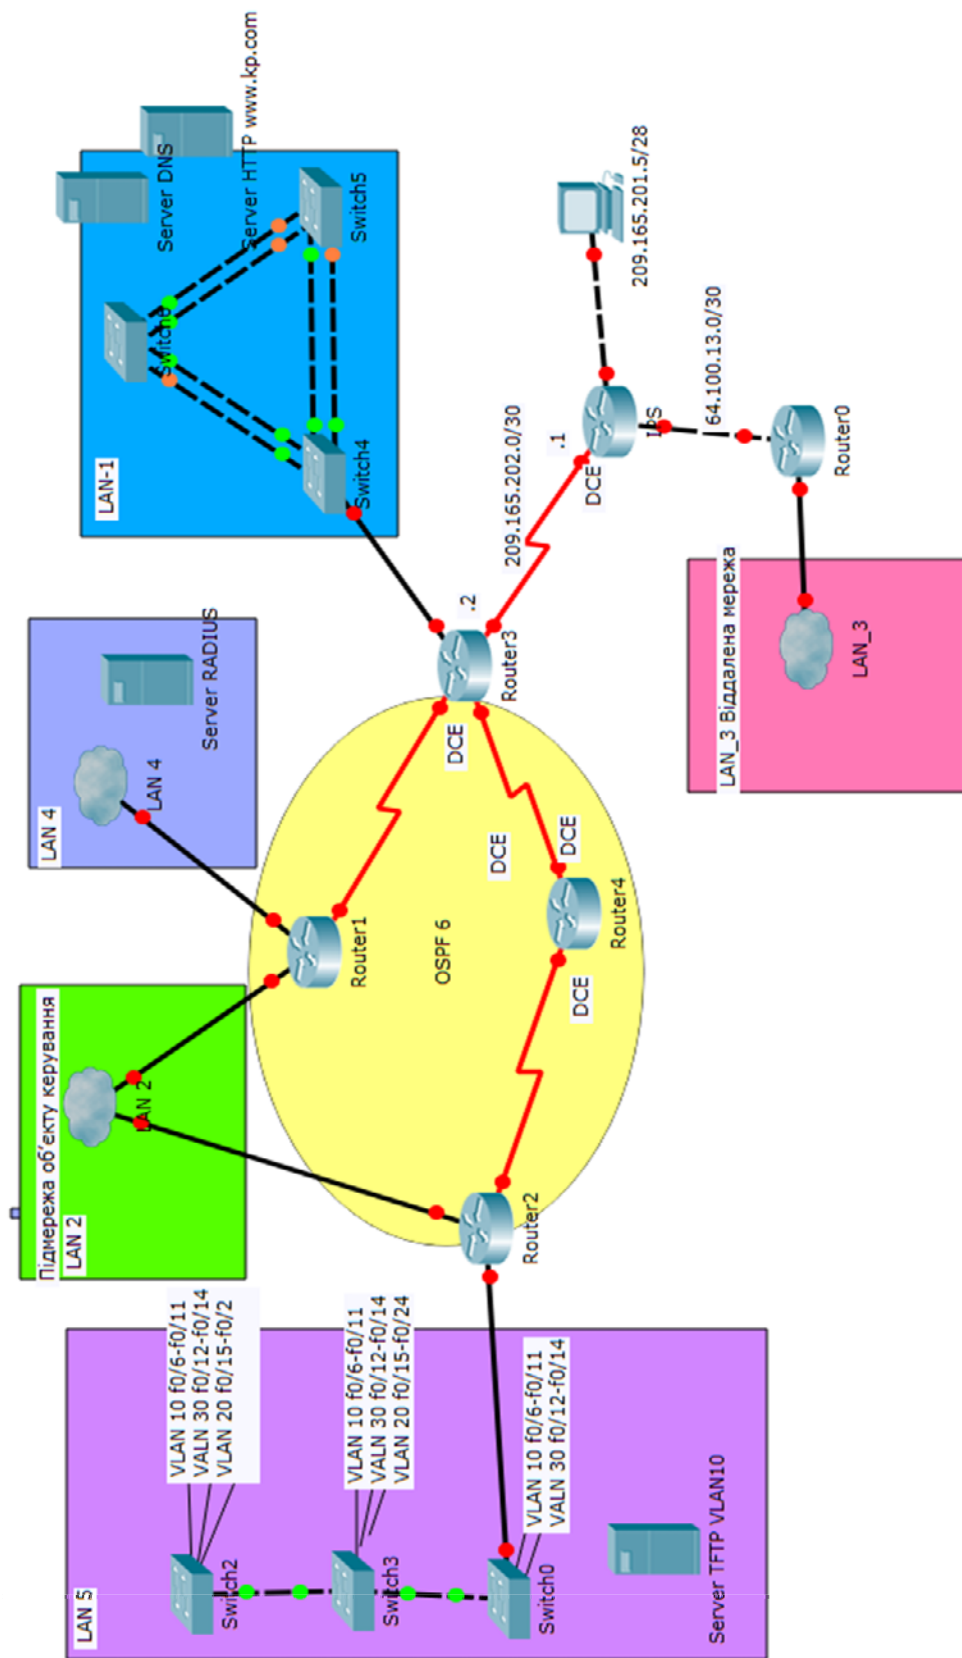 LAN 5
Switch2
VLAN 10 f0/6-f0/11
VALN 30 f0/12-f0/14
VLAN 20 f0/15-f0/2
Switch3
VLAN 10 f0/6-f0/11
VALN 30 f0/12-f0/14
VLAN 20 f0/15-f0/24
Switch0
VLAN 10 f0/6-f0/11
VALN 30 f0/12-f0/14
Server TFTP VLAN10
Підмережа об'єкту керування
LAN 2
LAN 2
LAN 4
LAN 4
Server RADIUS
Router1
Router2
OSPF 6
DCE
Router4
DCE
DCE
DCE
Router3
.2
LAN-1
Switch4
Switch6
Switch5
Server DNS
Server HTTP www.kp.com
209.165.202.0/30
.1
DCE
209.165.201.5/28
64.100.13.0/30
Router0
LAN_3 Віддалена мережа
LAN_3